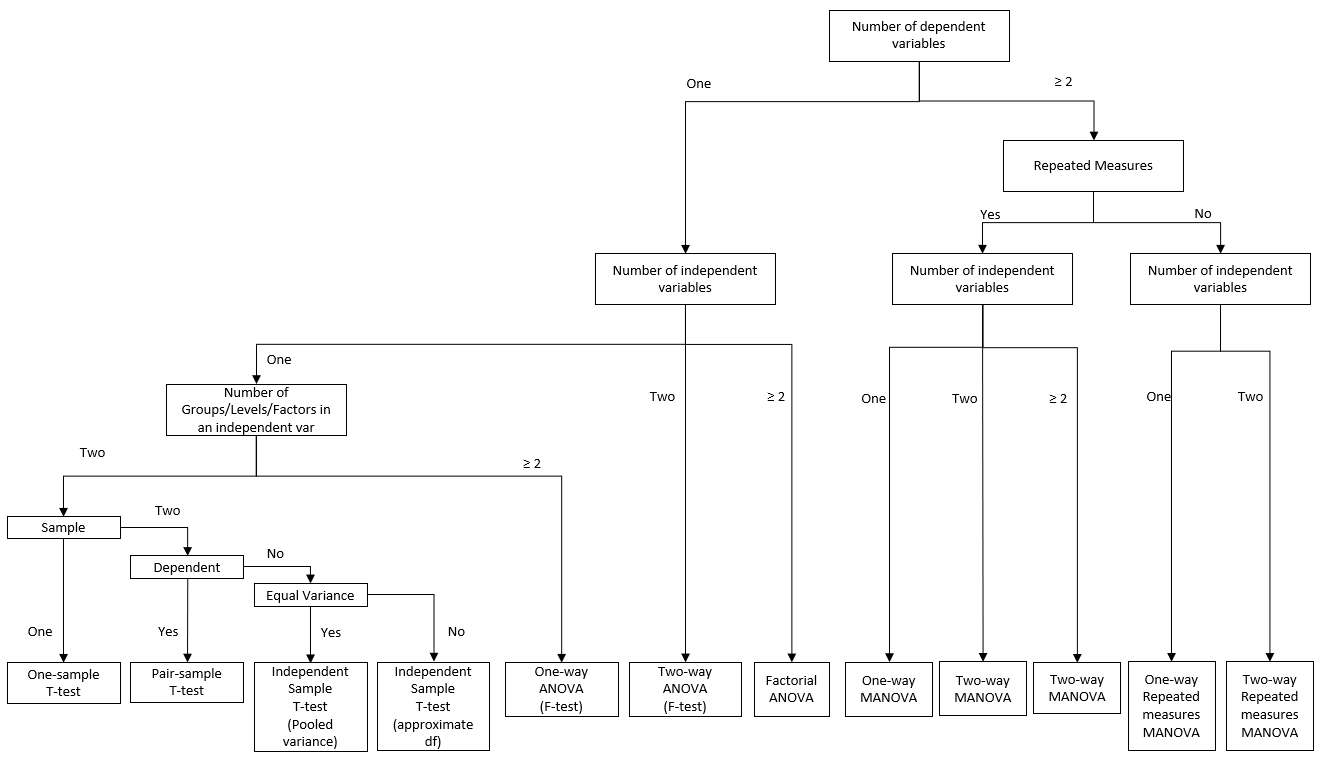 Number of dependent
variables
One
≥ 2
Repeated Measures
Yes
No
Number of independent
variables
Number of independent
variables
Number of independent
variables
One
Two
≥ 2
One
Two
≥ 2
One
Two
Number of
Groups/Levels/Factors in
an independent var
Two
≥ 2
Sample
Two
Dependent
No
Equal Variance
One
Yes
Yes
No
One-sample
T-test
Pair-sample
T-test
Independent
Sample
T-test
(Pooled
variance)
Independent
Sample
T-test
(approximate
df)
One-way
ANOVA
(F-test)
Two-way
ANOVA
(F-test)
Factorial
ANOVA
One-way
MANOVA
Two-way
MANOVA
Two-way
MANOVA
One-way
Repeated
measures
MANOVA
Two-way
Repeated
measures
MANOVA